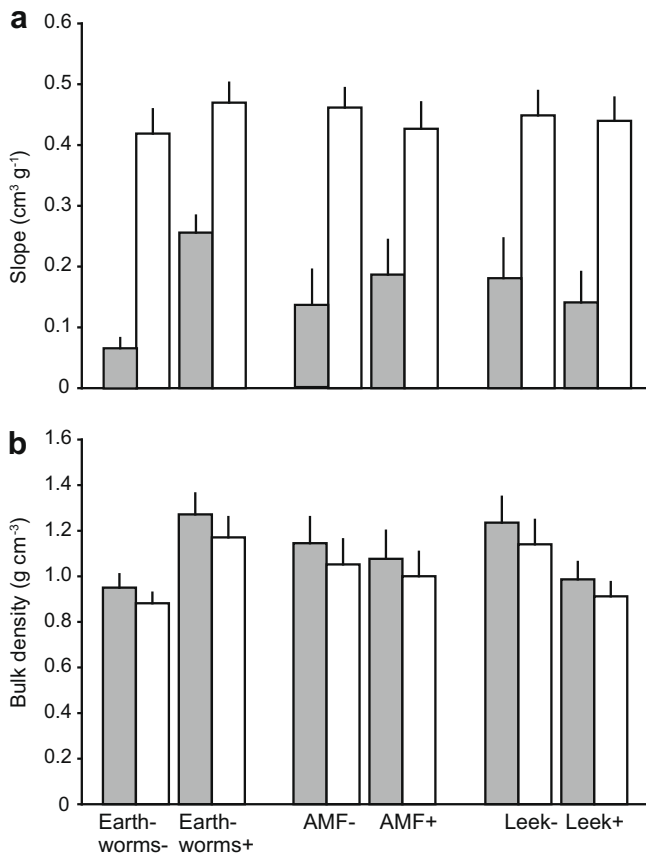 a
0.6
0.5
0.4
0.3
0.2
0.1
0
Slope (cm³ g⁻¹)
b
1.6
1.4
1.2
1.0
0.8
0.6
0.4
0.2
0
Bulk density (g cm⁻³)
Earth- Earth- AMF- AMF+ Leek- Leek+
worms- worms+